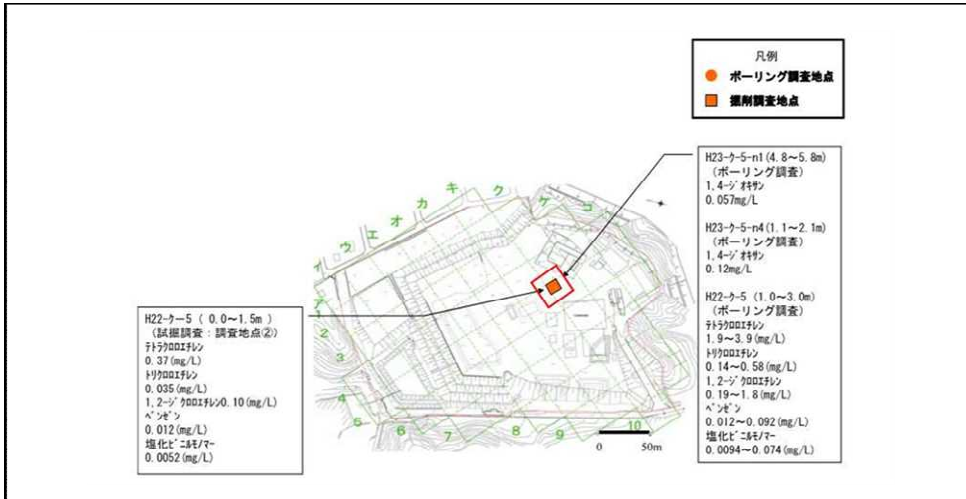 凡例
ボーリング調査地点
掘削調査地点
H23-ケ-5-n1(4.8～5.8m)
(ボーリング調査)
1,4-ジオキサン
0.057mg/L
H23-ケ-5-n4(1.1～2.1m)
(ボーリング調査)
1,4-ジオキサン
0.12mg/L
H22-ケ-5 (1.0～3.0m)
(ボーリング調査)
テトラクロロエチレン
1.9～3.9(mg/L)
トリクロロエチレン
0.14～0.58(mg/L)
1,2-ジクロロエチレン
0.19～1.8(mg/L)
ベンゼン
0.012～0.092(mg/L)
塩化ビニルモノマー
0.0094～0.074(mg/L)
ア イ ウ エ オ カ キ ク ケ コ
1
2
3
4
5 6 7 8 9 10
0 50m
H22-ケ-5 ( 0.0～1.5m )
(試掘調査：調査地点②)
テトラクロロエチレン
0.37(mg/L)
トリクロロエチレン
0.035(mg/L)
1,2-ジクロロエチレン0.10(mg/L)
ベンゼン
0.012(mg/L)
塩化ビニルモノマー
0.0052(mg/L)